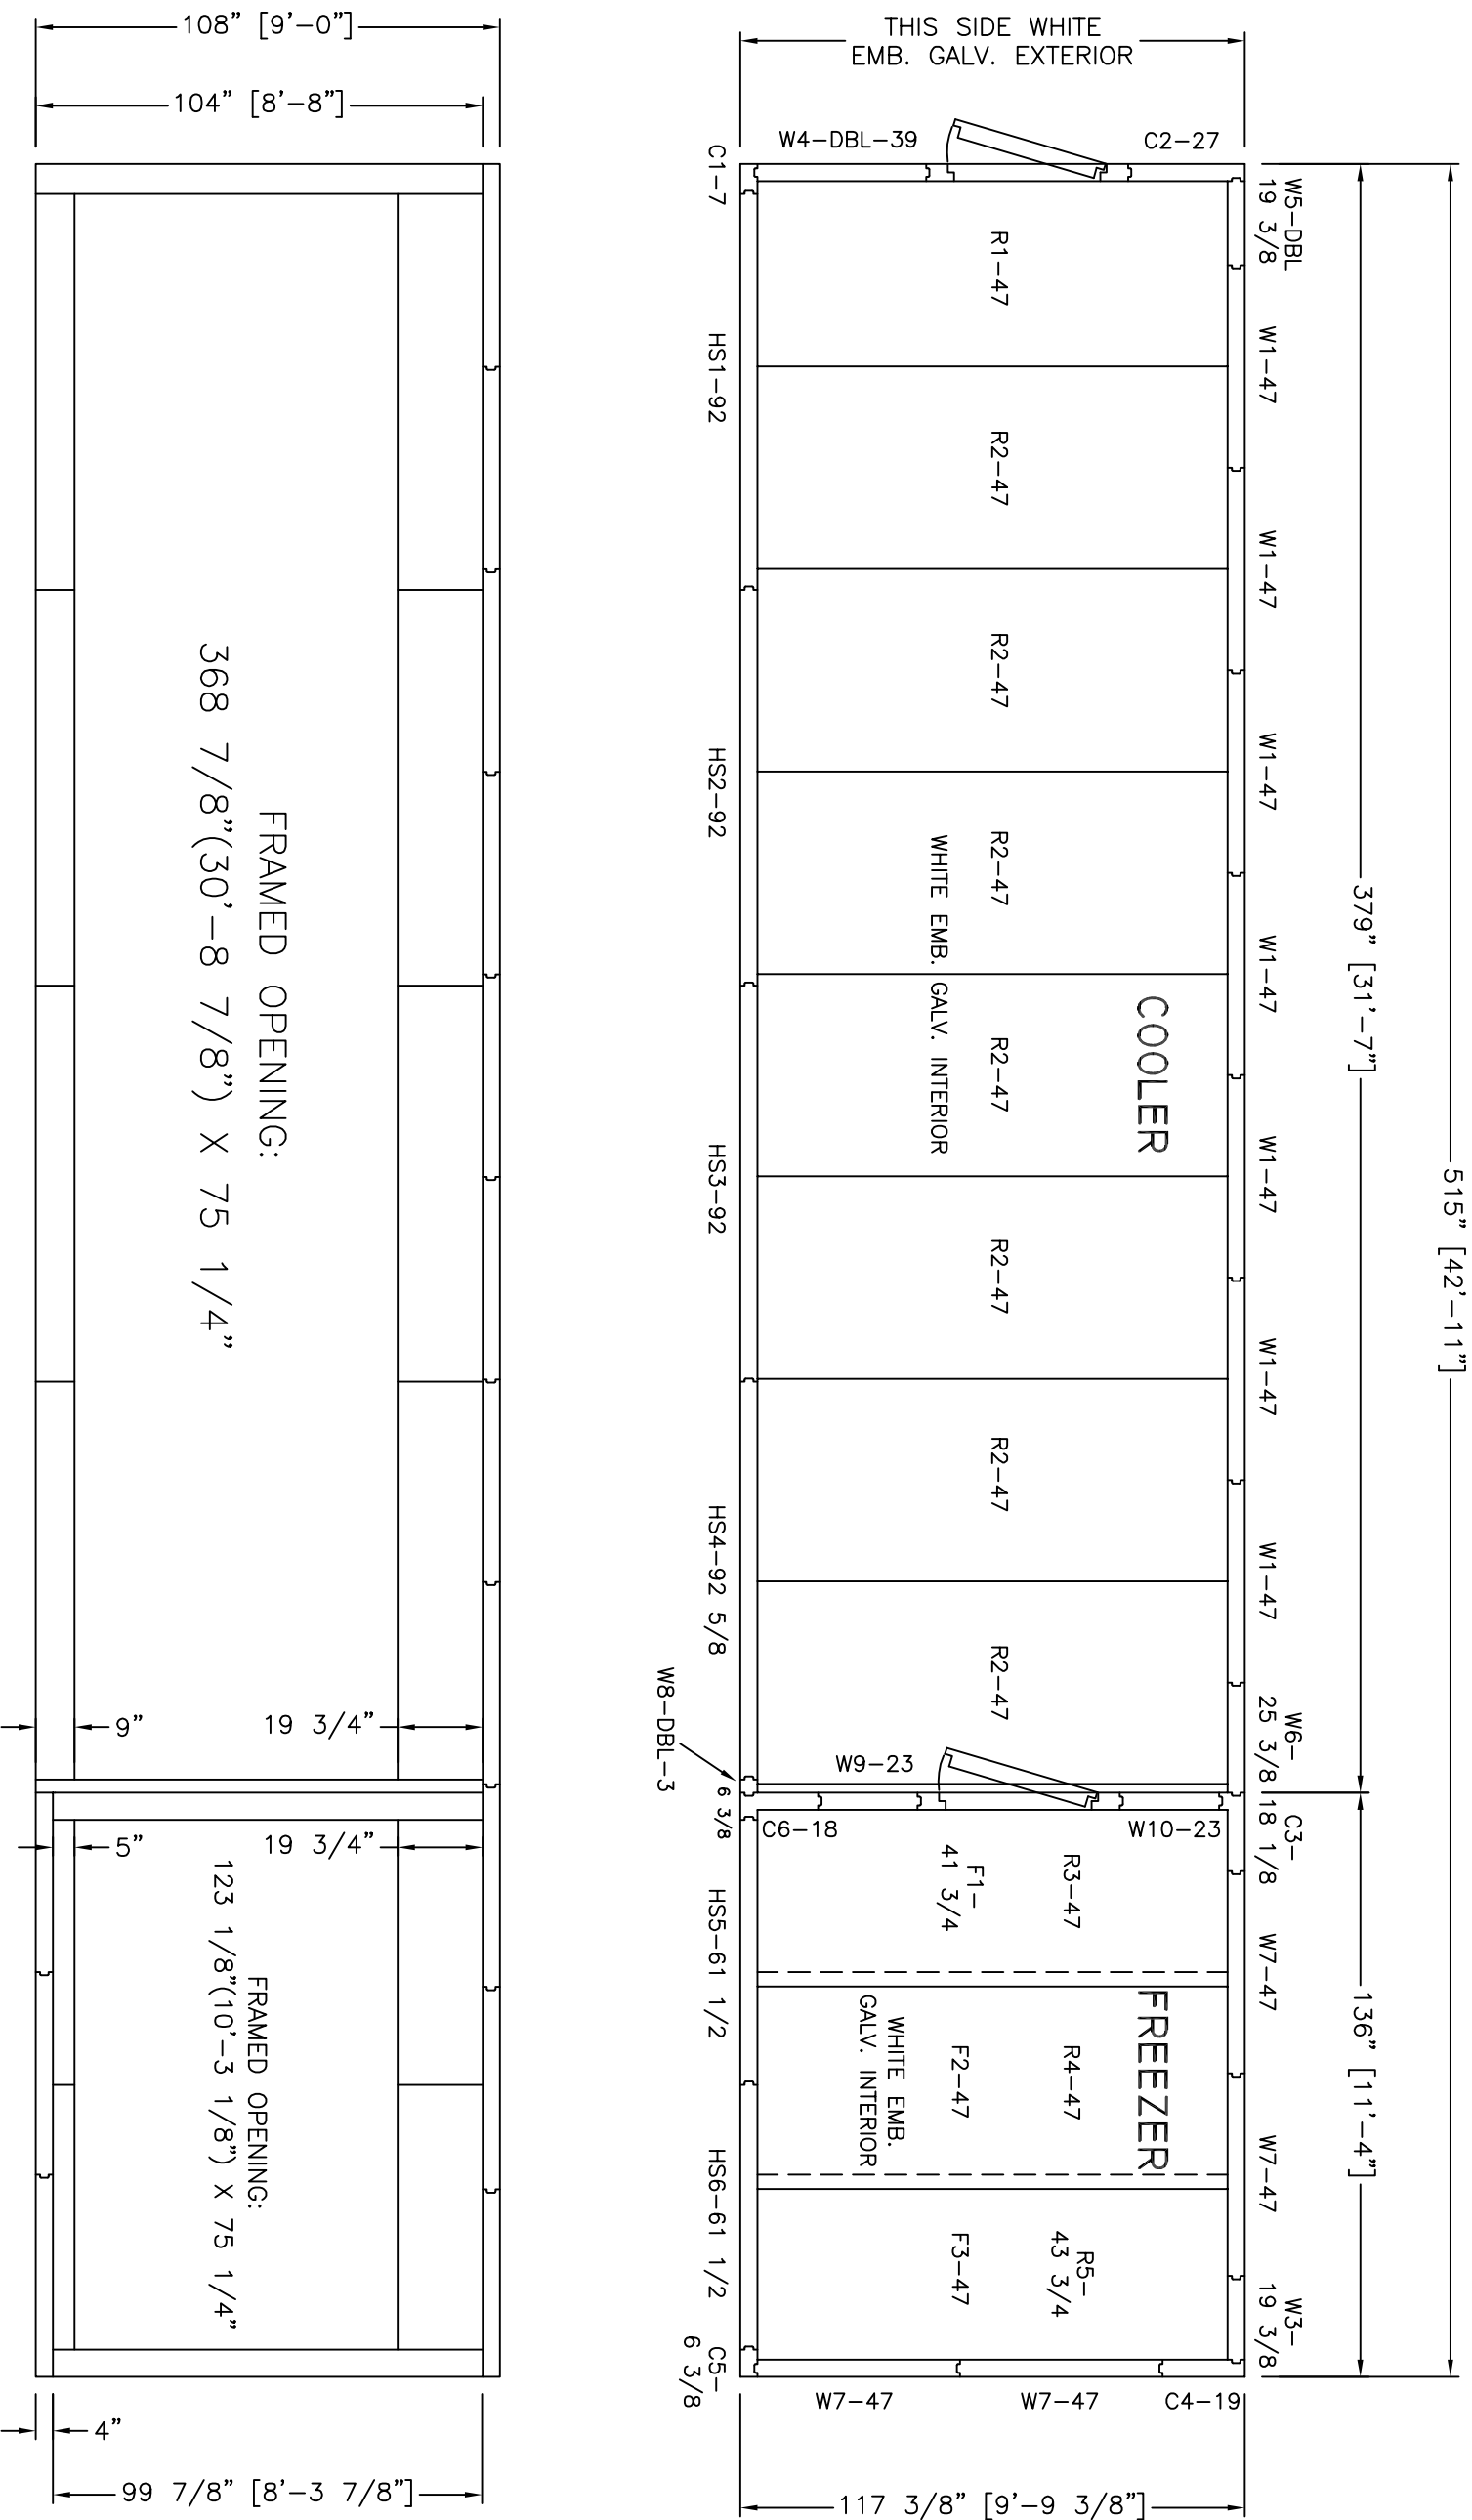 515” [42’-11”]
379” [31’-7”]
136” [11’-4”]
W5-DBL
19 3/8
W1-47
W1-47
W1-47
W1-47
W1-47
W1-47
W1-47
W6-
25 3/8
C3-
18 1/8
W7-47
W7-47
W3-
19 3/8
THIS SIDE WHITE
EMB. GALV. EXTERIOR
W4-DBL-39
C2-27
COOLER
R1-47
R2-47
R2-47
R2-47
R2-47
R2-47
R2-47
R2-47
WHITE EMB. GALV. INTERIOR
W9-23
C6-18
W10-23
FREEZER
R3-47
R4-47
R5-
43 3/4
F1-
41 3/4
F2-47
F3-47
WHITE EMB.
GALV. INTERIOR
W7-47
W7-47
C4-19
117 3/8” [9’-9 3/8”]
C1-7
HS1-92
HS2-92
HS3-92
HS4-92 5/8
W8-DBL-3
6 3/8
HS5-61 1/2
HS6-61 1/2
C5-
6 3/8
108” [9’-0”]
104” [8’-8”]
FRAMED OPENING:
368 7/8”(30’-8 7/8”) X 75 1/4”
9”
19 3/4”
5”
19 3/4”
FRAMED OPENING:
123 1/8”(10’-3 1/8”) X 75 1/4”
4”
99 7/8” [8’-3 7/8”]